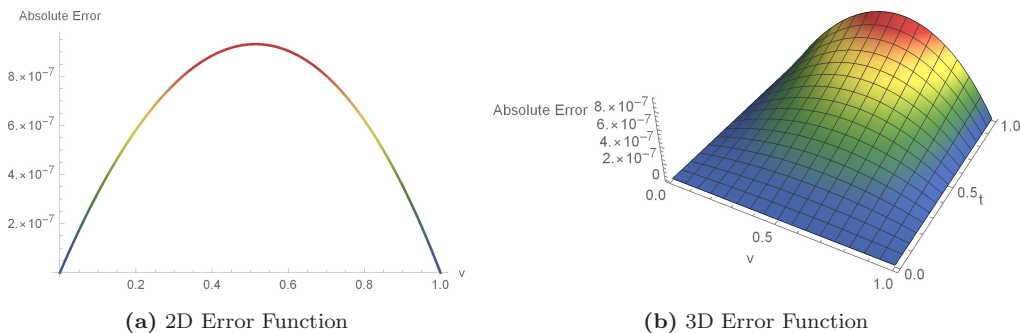 Absolute Error
8.×10⁻⁷
6.×10⁻⁷
4.×10⁻⁷
2.×10⁻⁷
0.2 0.4 0.6 0.8 1.0 v
(a) 2D Error Function
Absolute Error
8.×10⁻⁷
6.×10⁻⁷
4.×10⁻⁷
2.×10⁻⁷
0
0.0
0.5
v
1.0
0.0
0.5
t
1.0
(b) 3D Error Function